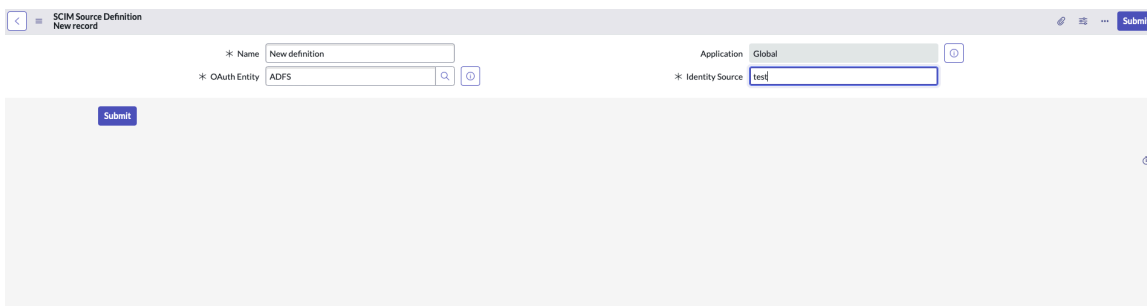 SCIM Source Definition
New record
Submit
Name New definition
Application Global
OAuth Entity ADFS
Identity Source test
Submit